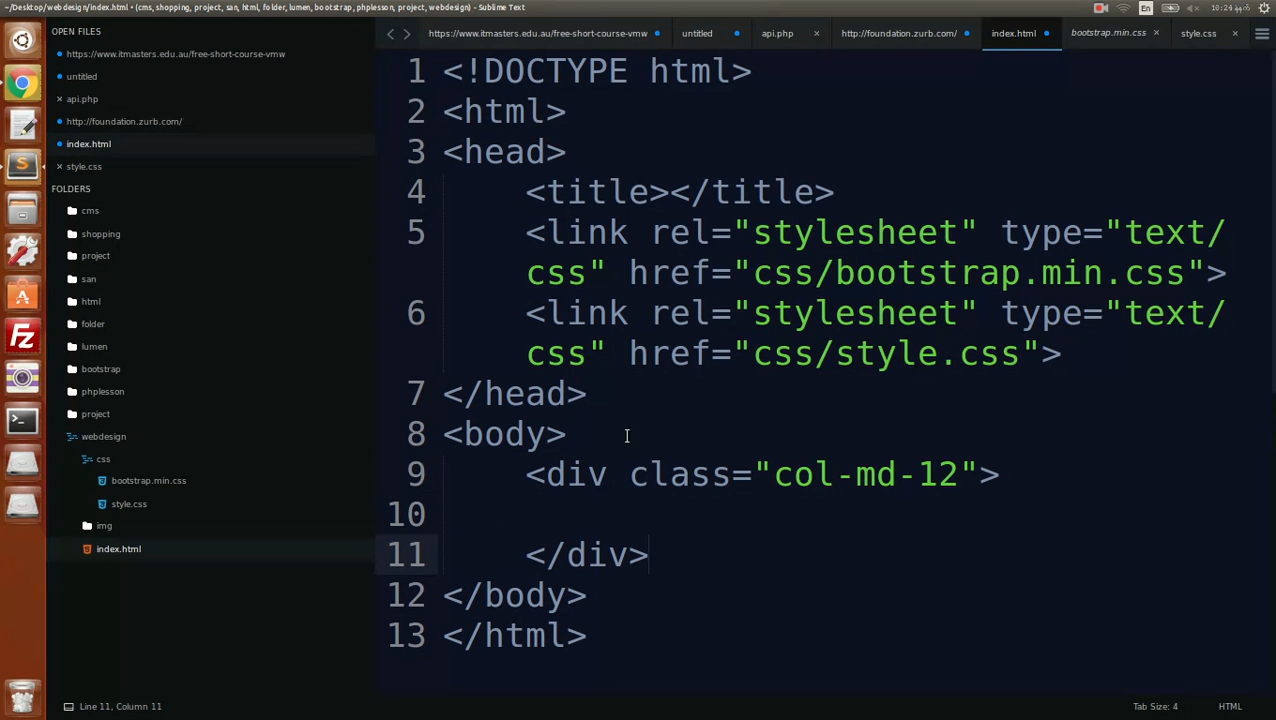 ~/Desktop/webdesign/index.html • (cms, shopping, project, san, html, folder, lumen, bootstrap, phplesson, project, webdesign) - Sublime Text
En
OPEN FILES
https://www.itmasters.edu.au/free-short-course-vmw
untitled
api.php
http://foundation.zurb.com/
index.html
style.css
FOLDERS
cms
shopping
project
san
html
folder
lumen
bootstrap
phplesson
project
webdesign
css
bootstrap.min.css
style.css
img
index.html
https://www.itmasters.edu.au/free-short-course-vmw
untitled
api.php
http://foundation.zurb.com/
index.html
bootstrap.min.css
style.css
1 <!DOCTYPE html>
2 <html>
3 <head>
4 <title></title>
5 <link rel="stylesheet" type="text/
css" href="css/bootstrap.min.css">
6 <link rel="stylesheet" type="text/
css" href="css/style.css">
7 </head>
8 <body>
9 <div class="col-md-12">
10
11 </div>
12 </body>
13 </html>
Line 11, Column 11
Tab Size: 4
HTML